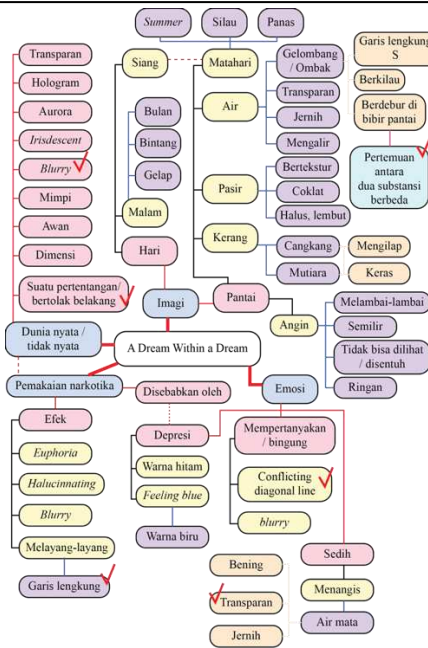 Summer
Silau
Panas
Transparan
Hologram
Aurora
Irisdescent
Blurry
Mimpi
Awan
Dimensi
Suatu pertentangan/
bertolak belakang
Dunia nyata /
tidak nyata
Siang
Bulan
Bintang
Gelap
Malam
Hari
Imagi
Matahari
Air
Pasir
Kerang
Pantai
Angin
Gelombang
/ Ombak
Transparan
Jernih
Mengalir
Bertekstur
Coklat
Halus, lembut
Cangkang
Mutiara
Garis lengkung
S
Berkilau
Berdebur di
bibir pantai
Pertemuan
antara
dua substansi
berbeda
Mengilap
Keras
Melambai-lambai
Semilir
Tidak bisa dilihat
/ disentuh
Ringan
A Dream Within a Dream
Pemakaian narkotika
Efek
Euphoria
Halucinnating
Blurry
Melayang-layang
Garis lengkung
Disebabkan oleh
Depresi
Warna hitam
Feeling blue
Warna biru
Emosi
Mempertanyakan
/ bingung
Conflicting
diagonal line
blurry
Sedih
Menangis
Air mata
Bening
Transparan
Jernih